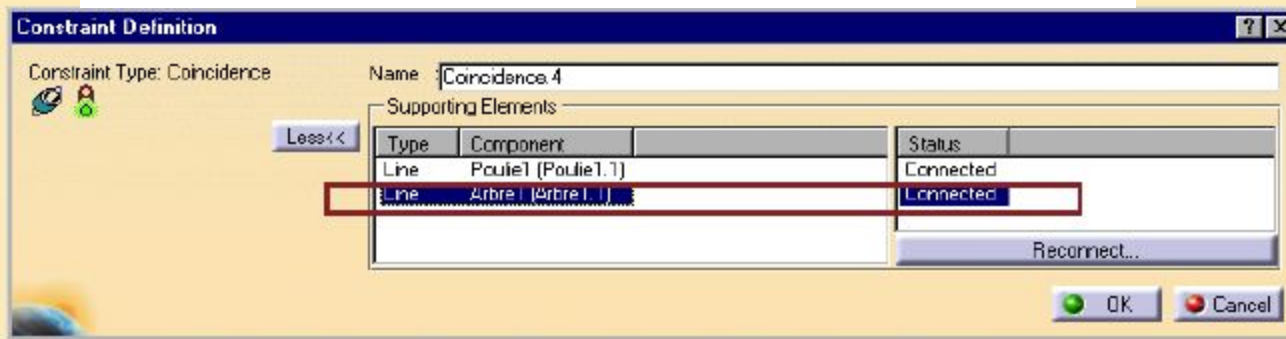 Constraint Definition
Constraint Type: Coincidence
Name : Coincidence.4
Supporting Elements
Less<<
Type Component Status
Line Poulie1 (Poulie1.1) Connected
Line Arbre1 (Arbre1.1) Connected
Reconnect...
OK Cancel